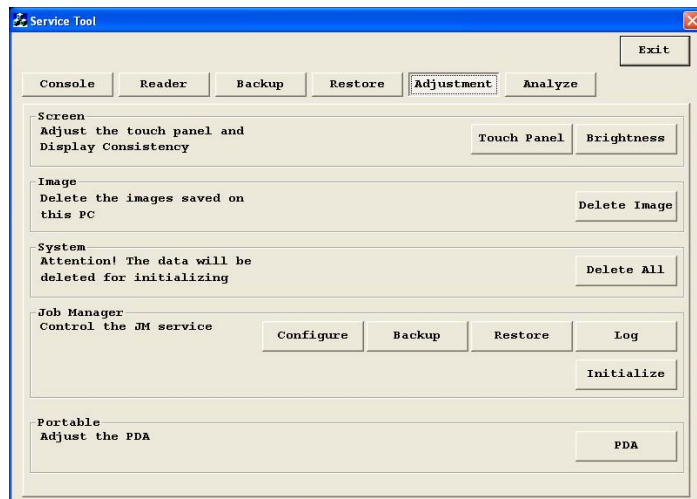 Service Tool
Exit
Console Reader Backup Restore Adjustment Analyze
Screen
Adjust the touch panel and
Display Consistency
Touch Panel Brightness
Image
Delete the images saved on
this PC
Delete Image
System
Attention! The data will be
deleted for initializing
Delete All
Job Manager
Control the JM service
Configure Backup Restore Log
Initialize
Portable
Adjust the PDA
PDA